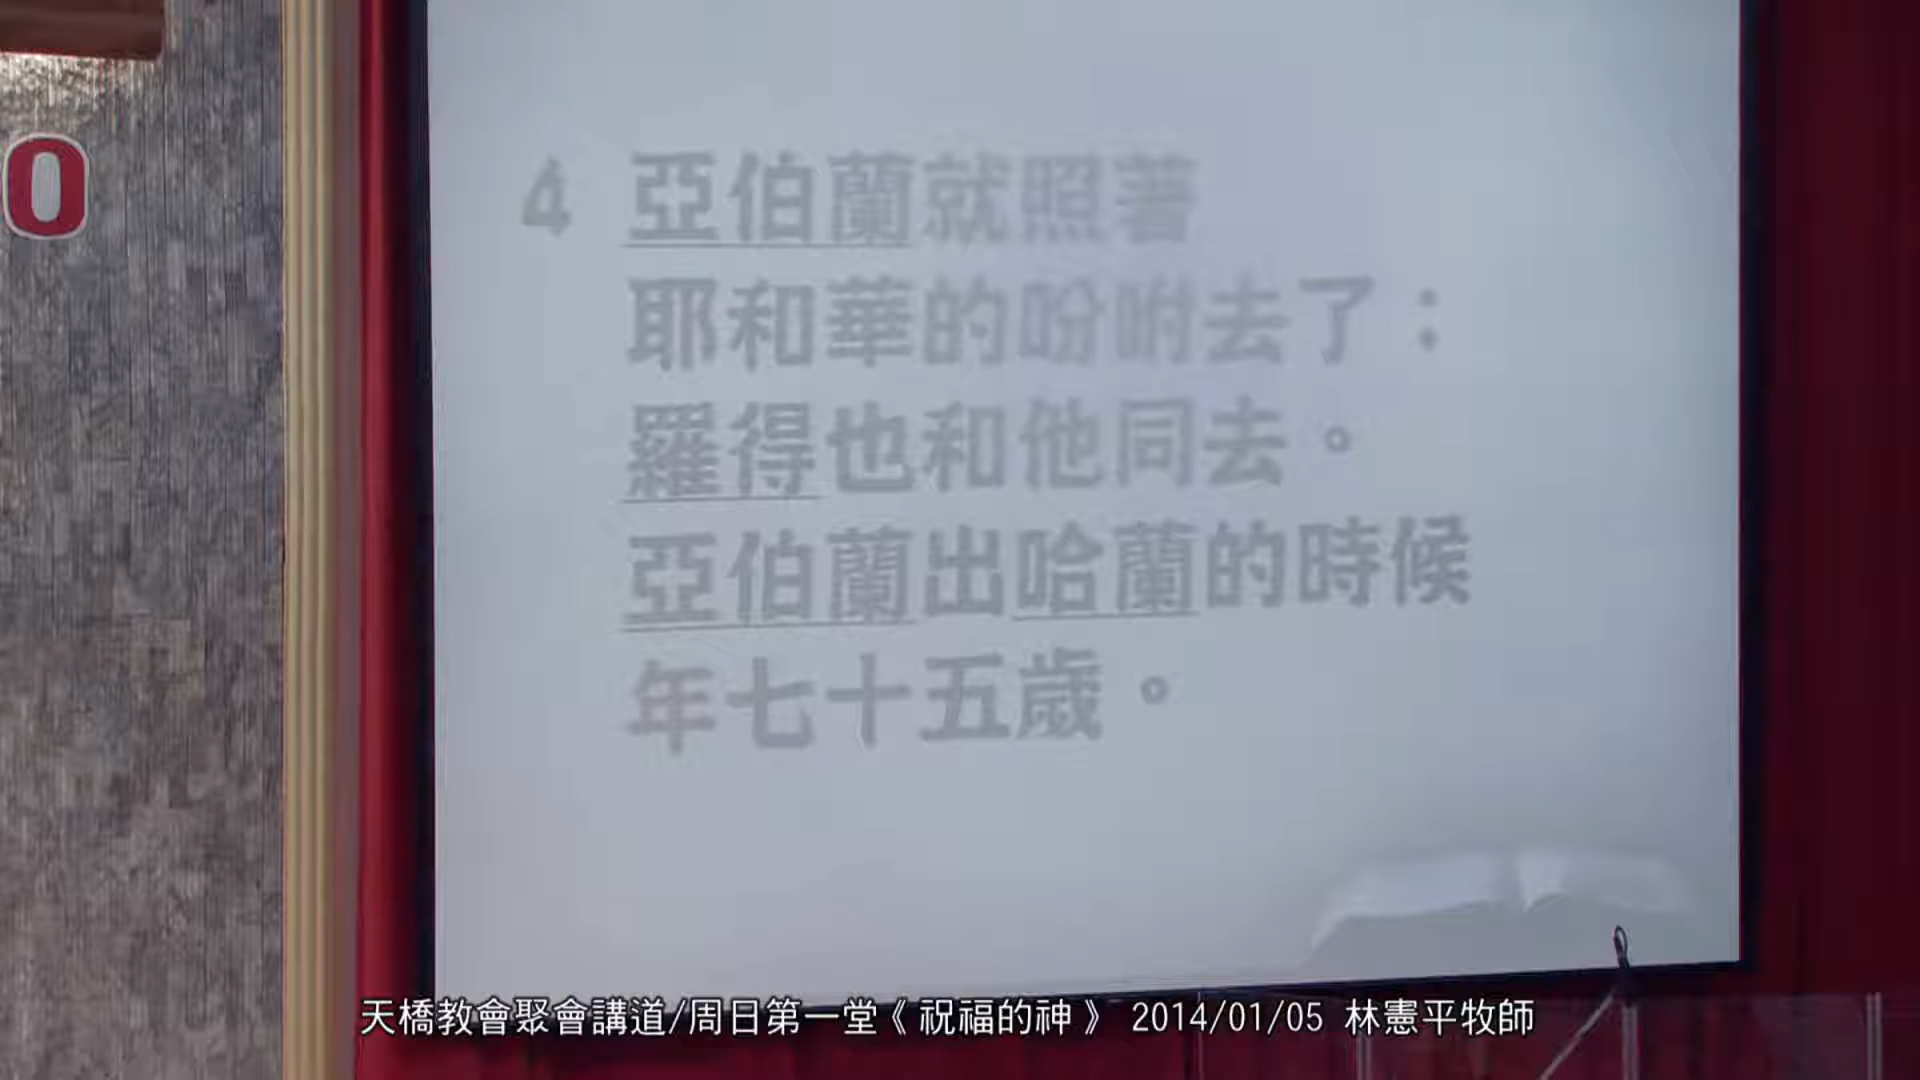 0
4 亞伯蘭就照著
耶和華的吩咐去了：
羅得也和他同去。
亞伯蘭出哈蘭的時候
年七十五歲。
天橋教會聚會講道/周日第一堂《祝福的神》 2014/01/05 林憲平牧師